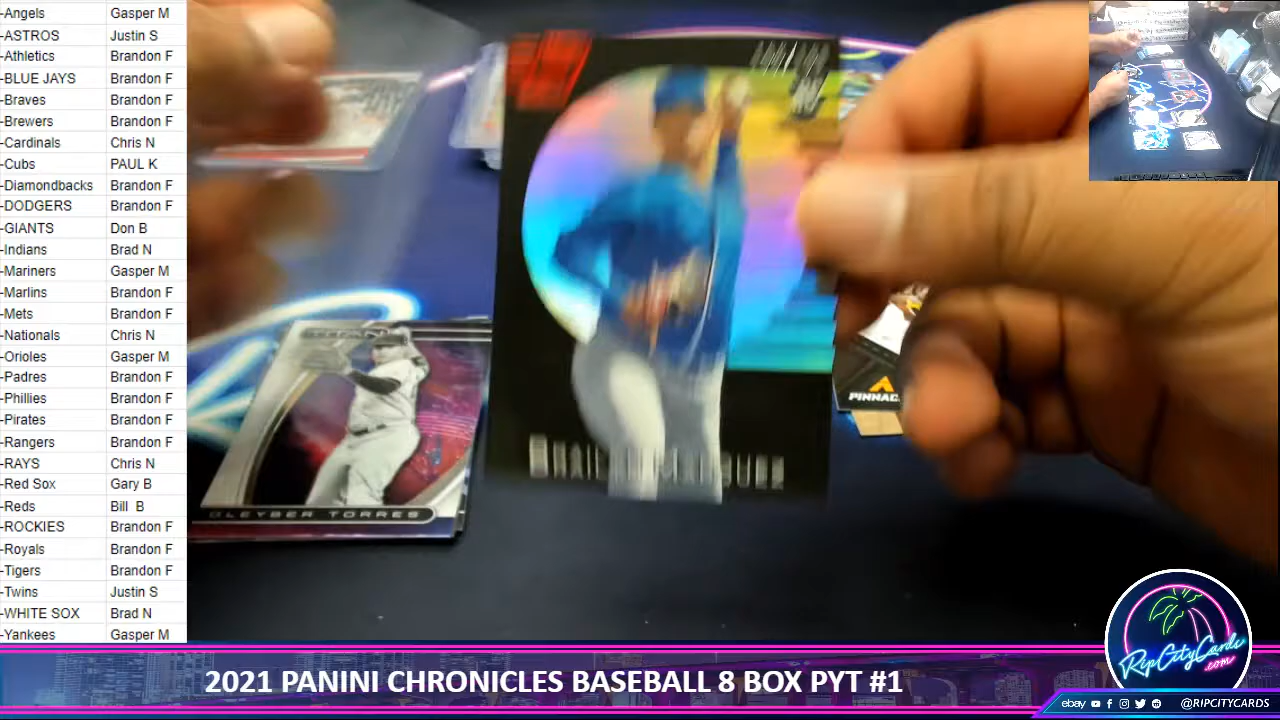 -Angels Gasper M
-ASTROS Justin S
-Athletics Brandon F
-BLUE JAYS Brandon F
-Braves Brandon F
-Brewers Brandon F
-Cardinals Chris N
-Cubs PAUL K
-Diamondbacks Brandon F
-DODGERS Brandon F
-GIANTS Don B
-Indians Brad N
-Mariners Gasper M
-Marlins Brandon F
-Mets Brandon F
-Nationals Chris N
-Orioles Gasper M
-Padres Brandon F
-Phillies Brandon F
-Pirates Brandon F
-Rangers Brandon F
-RAYS Chris N
-Red Sox Gary B
-Reds Bill B
-ROCKIES Brandon F
-Royals Brandon F
-Tigers Brandon F
-Twins Justin S
-WHITE SOX Brad N
-Yankees Gasper M
TITAN
GLEYBER TORRES
PINNAC
RipCityCards
.com
2021 PANINI CHRONICLES BASEBALL 8 BOX PYT #1
ebay @RIPCITYCARDS